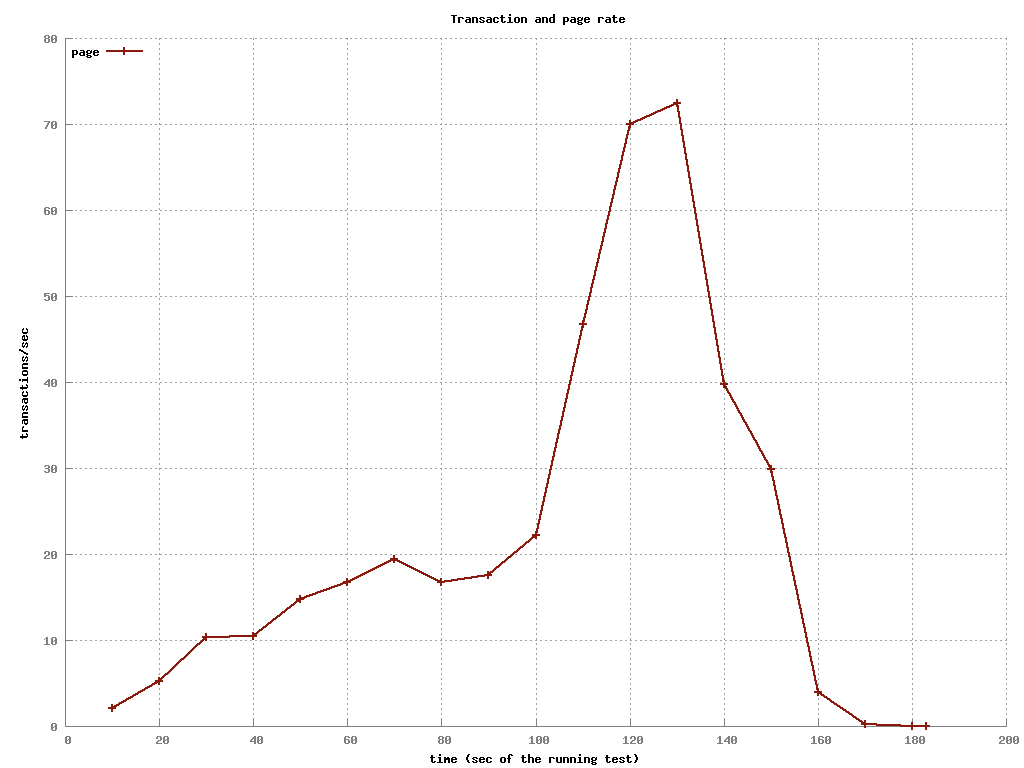 Transaction and page rate
80
page
70
60
50
40
30
20
10
0
transactions/sec
0 20 40 60 80 100 120 140 160 180 200
time (sec of the running test)